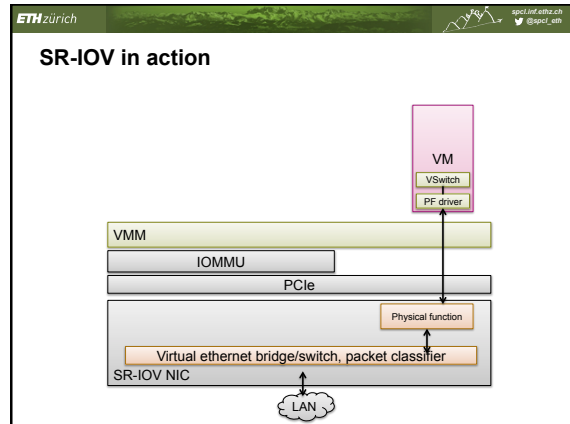 ETH zürich
spcl.inf.ethz.ch
@spcl_eth
SR-IOV in action
VM
VSwitch
PF driver
VMM
IOMMU
PCIe
Physical function
Virtual ethernet bridge/switch, packet classifier
SR-IOV NIC
LAN